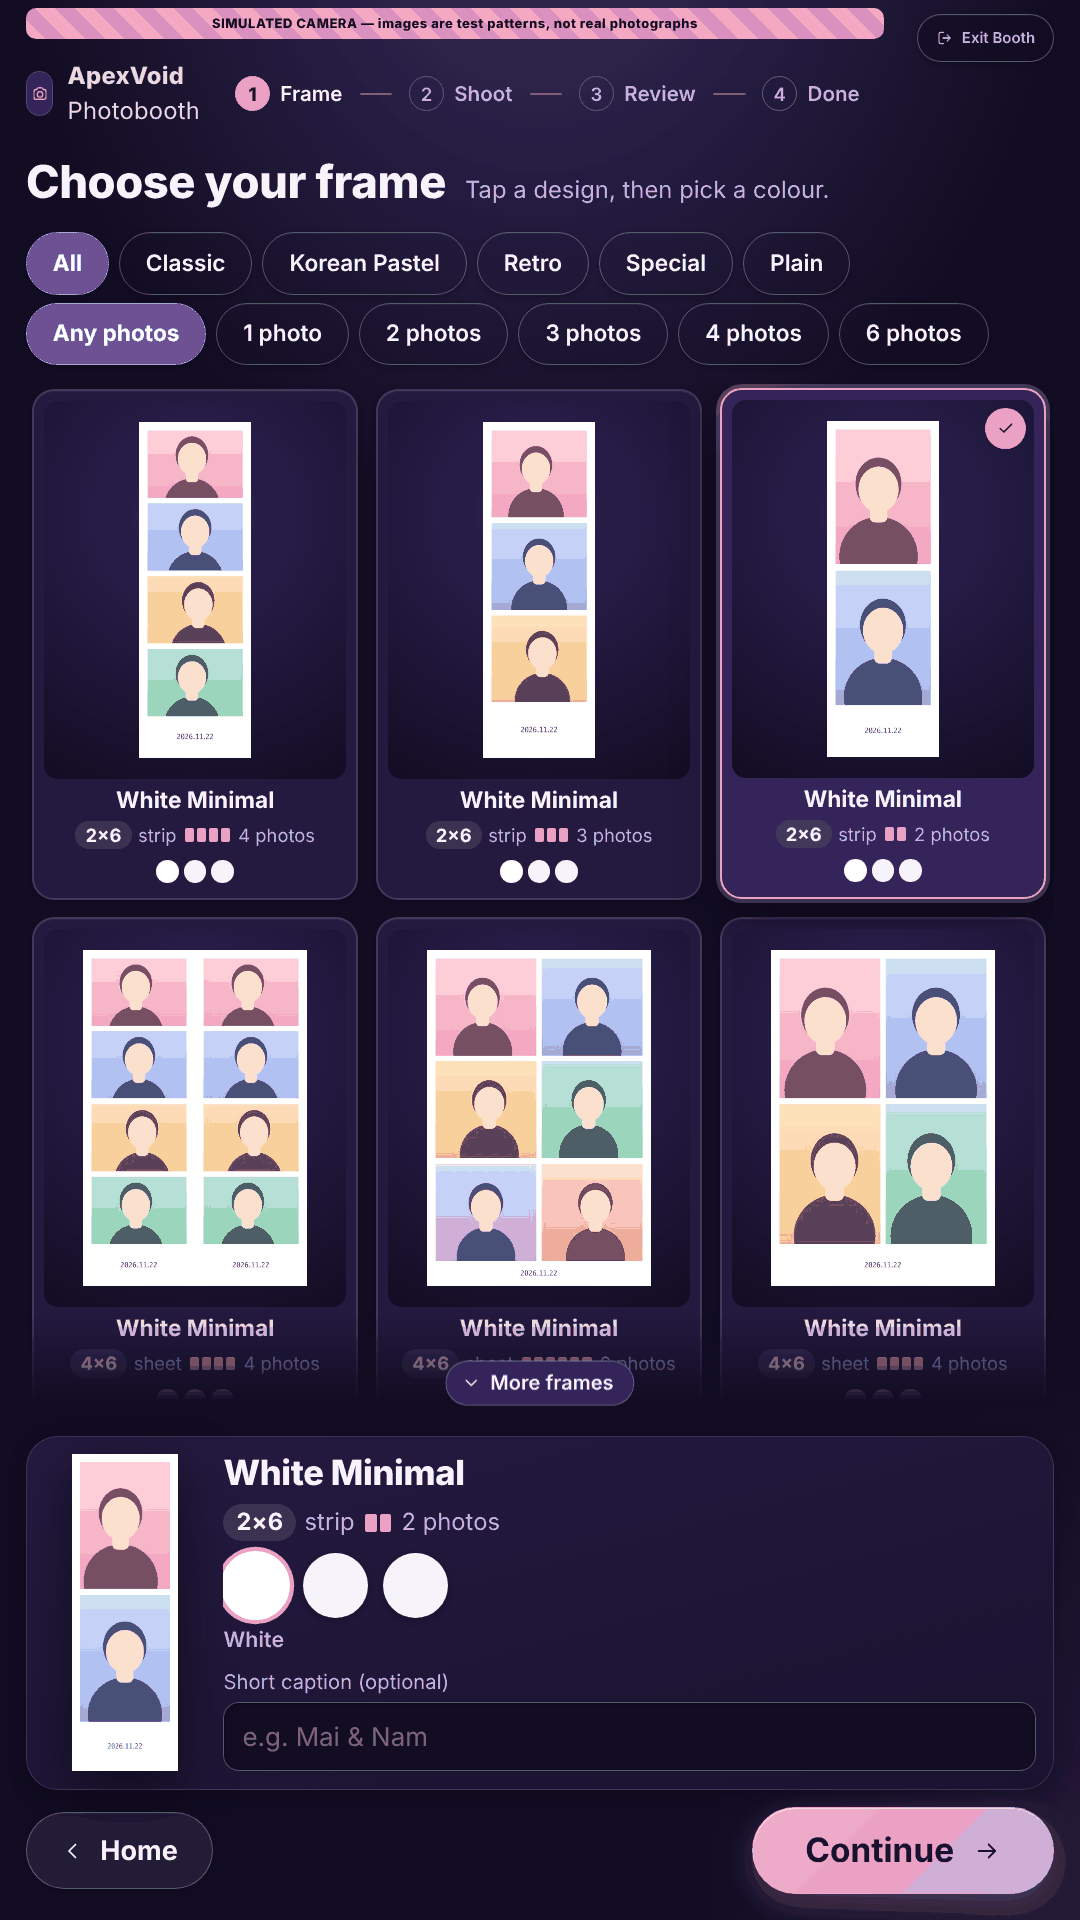 SIMULATED CAMERA — images are test patterns, not real photographs
Exit Booth
ApexVoid
Photobooth
1 Frame
2 Shoot
3 Review
4 Done
Choose your frame
Tap a design, then pick a colour.
All
Classic
Korean Pastel
Retro
Special
Plain
Any photos
1 photo
2 photos
3 photos
4 photos
6 photos
2026.11.22
White Minimal
2×6 strip 4 photos
2026.11.22
White Minimal
2×6 strip 3 photos
2026.11.22
White Minimal
2×6 strip 2 photos
2026.11.22
2026.11.22
White Minimal
4×6 sheet 4 photos
2026.11.22
White Minimal
4×6 photos
2026.11.22
White Minimal
4×6 sheet 4 photos
More frames
2026.11.22
White Minimal
2×6 strip 2 photos
White
Short caption (optional)
e.g. Mai & Nam
Home
Continue